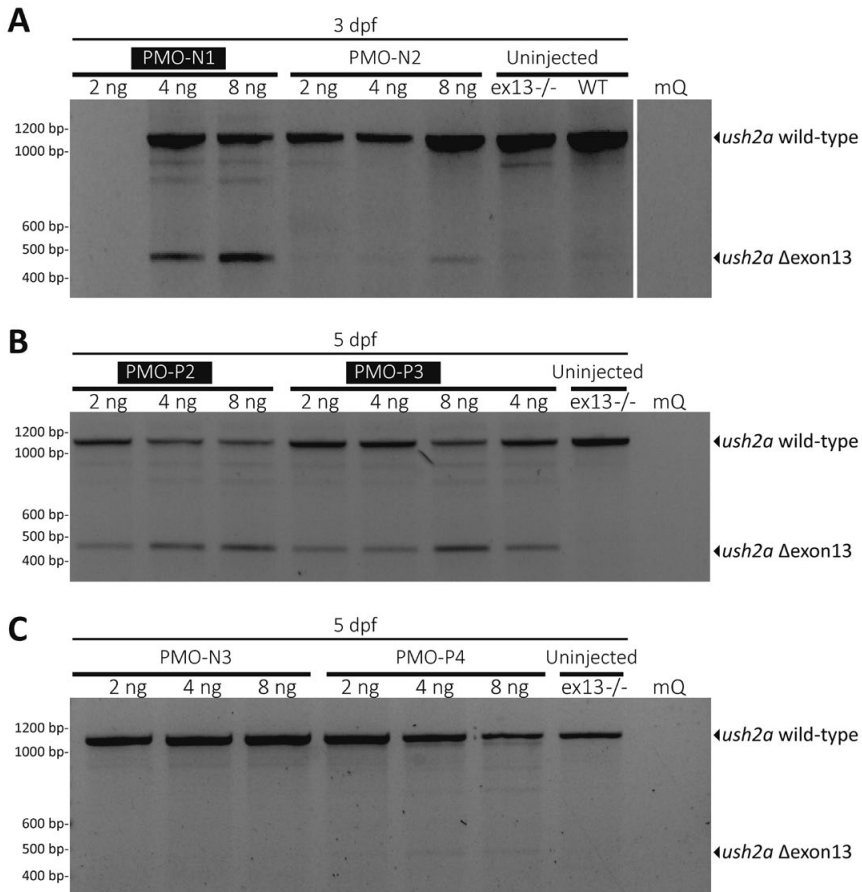 A
3 dpf
PMO-N1 PMO-N2 Uninjected
2 ng 4 ng 8 ng 2 ng 4 ng 8 ng ex13-/- WT mQ
1200 bp-
1000 bp-
600 bp-
500 bp-
400 bp-
ush2a wild-type
ush2a Δexon13
B
5 dpf
PMO-P2 PMO-P3 Uninjected
2 ng 4 ng 8 ng 2 ng 4 ng 8 ng 4 ng ex13-/- mQ
1200 bp-
1000 bp-
600 bp-
500 bp-
400 bp-
ush2a wild-type
ush2a Δexon13
C
5 dpf
PMO-N3 PMO-P4 Uninjected
2 ng 4 ng 8 ng 2 ng 4 ng 8 ng ex13-/- mQ
1200 bp-
1000 bp-
600 bp-
500 bp-
400 bp-
ush2a wild-type
ush2a Δexon13